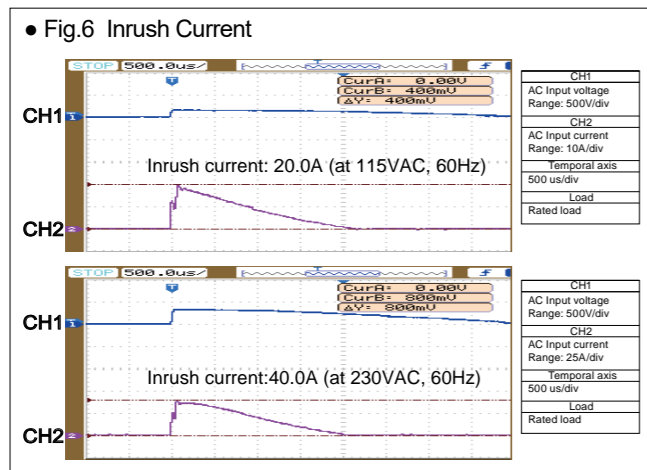 ● Fig.6 Inrush Current
STOP 500.0us/
CurA: 0.00V
CurB: 400mV
ΔY: 400mV
CH1
Inrush current: 20.0A (at 115VAC, 60Hz)
CH2
CH1
AC Input voltage
Range: 500V/div
CH2
AC Input current
Range: 10A/div
Temporal axis
500 us/div
Load
Rated load
STOP 500.0us/
CurA: 0.00V
CurB: 800mV
ΔY: 800mV
CH1
Inrush current:40.0A (at 230VAC, 60Hz)
CH2
CH1
AC Input voltage
Range: 500V/div
CH2
AC Input current
Range: 25A/div
Temporal axis
500 us/div
Load
Rated load